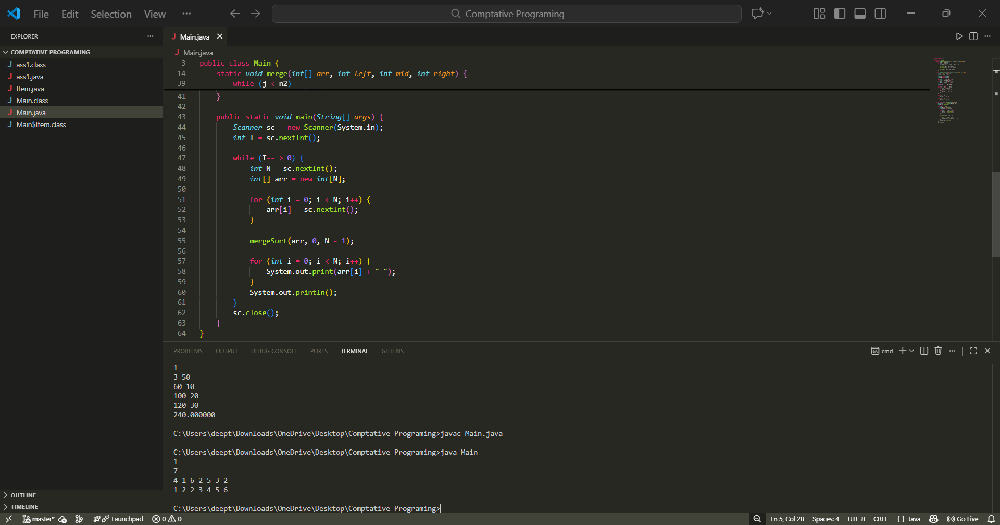 File Edit Selection View ···
Comptative Programing
EXPLORER
COMPTATIVE PROGRAMING
J ass1.class
J ass1.java
J Item.java
J Main.class
J Main.java
J Main$Item.class
OUTLINE
TIMELINE
J Main.java
J Main.java
3 public class Main {
14 static void merge(int[] arr, int left, int mid, int right) {
39 while (j < n2)
41 }
42
43 public static void main(String[] args) {
44 Scanner sc = new Scanner(System.in);
45 int T = sc.nextInt();
46
47 while (T-- > 0) {
48 int N = sc.nextInt();
49 int[] arr = new int[N];
50
51 for (int i = 0; i < N; i++) {
52 arr[i] = sc.nextInt();
53 }
54
55 mergeSort(arr, 0, N - 1);
56
57 for (int i = 0; i < N; i++) {
58 System.out.print(arr[i] + " ");
59 }
60 System.out.println();
61 }
62 sc.close();
63 }
64 }
PROBLEMS OUTPUT DEBUG CONSOLE PORTS TERMINAL GITLENS
cmd
1
3 50
60 10
100 20
120 30
240.000000
C:\Users\deept\Downloads\OneDrive\Desktop\Comptative Programing>javac Main.java
C:\Users\deept\Downloads\OneDrive\Desktop\Comptative Programing>java Main
1
7
4 1 6 2 5 3 2
1 2 2 3 4 5 6
C:\Users\deept\Downloads\OneDrive\Desktop\Comptative Programing>
master* Launchpad 0 0 Ln 5, Col 28 Spaces: 4 UTF-8 CRLF { } Java Go Live